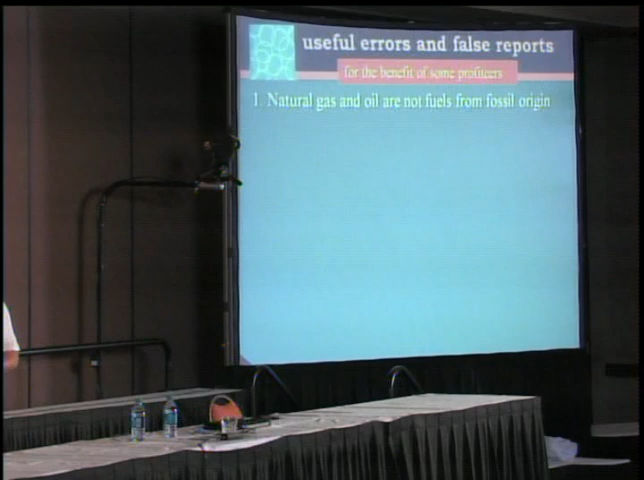 useful errors and false reports
for the benefit of some profiteers
1. Natural gas and oil are not fuels from fossil origin